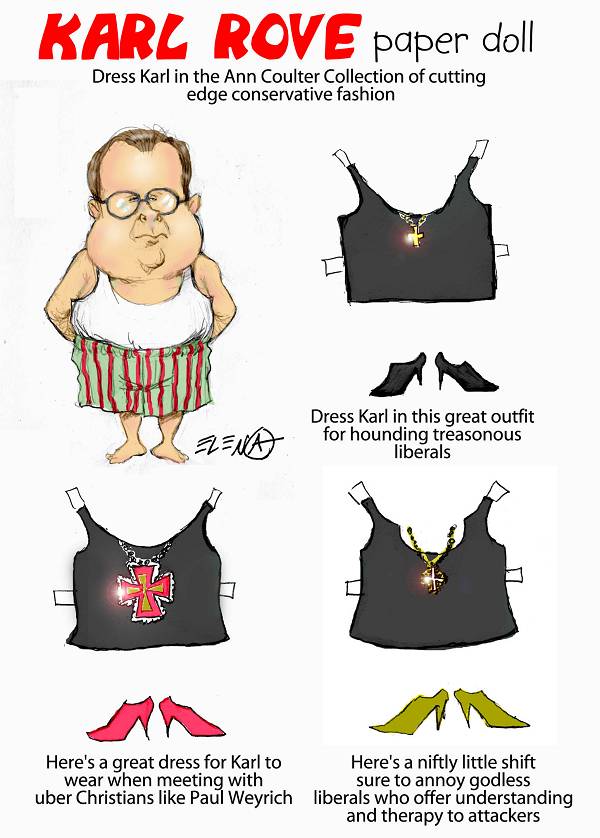 KARL ROVE paper doll
Dress Karl in the Ann Coulter Collection of cutting
edge conservative fashion
ELENA
Dress Karl in this great outfit
for hounding treasonous
liberals
Here's a great dress for Karl to
wear when meeting with
uber Christians like Paul Weyrich
Here's a niftly little shift
sure to annoy godless
liberals who offer understanding
and therapy to attackers